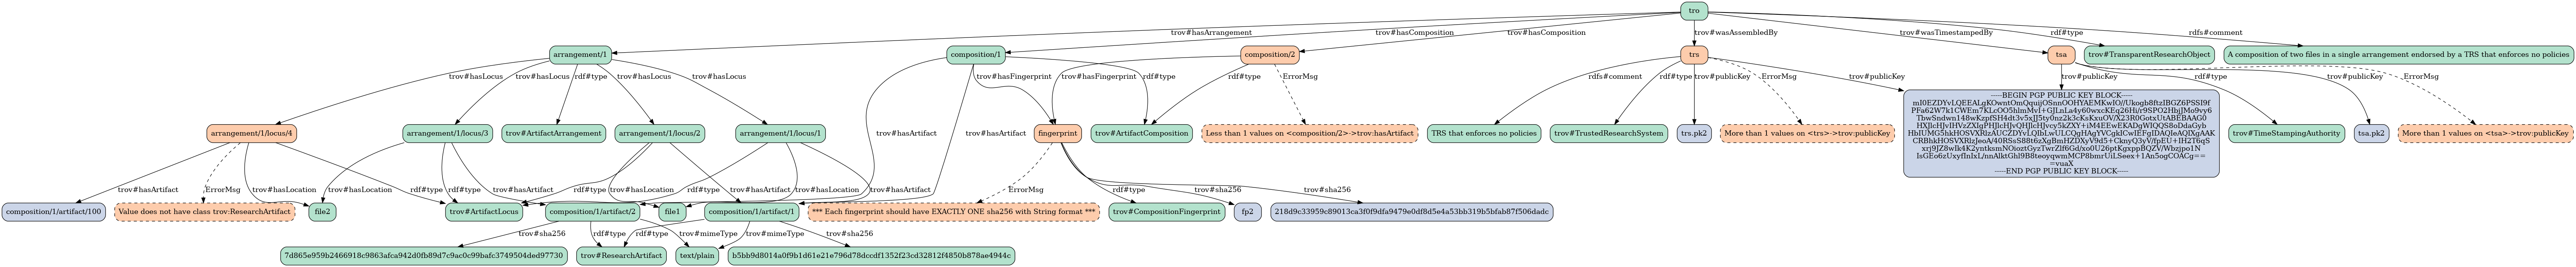 tro
trov#hasArrangement
trov#hasComposition
trov#hasComposition
trov#wasAssembledBy
trov#wasTimestampedBy
rdf#type
rdfs#comment
arrangement/1
composition/1
composition/2
trs
tsa
trov#TransparentResearchObject
A composition of two files in a single arrangement endorsed by a TRS that enforces no policies
trov#hasLocus
trov#hasLocus
rdf#type
trov#hasLocus
trov#hasLocus
trov#hasFingerprint
trov#hasFingerprint
rdf#type
rdf#type
ErrorMsg
rdfs#comment
rdf#type
trov#publicKey
ErrorMsg
trov#publicKey
trov#publicKey
rdf#type
trov#publicKey
ErrorMsg
arrangement/1/locus/4
arrangement/1/locus/3
trov#ArtifactArrangement
arrangement/1/locus/2
arrangement/1/locus/1
trov#hasArtifact
trov#hasArtifact
fingerprint
trov#ArtifactComposition
Less than 1 values on <composition/2>->trov:hasArtifact
TRS that enforces no policies
trov#TrustedResearchSystem
trs.pk2
More than 1 values on <trs>->trov:publicKey
-----BEGIN PGP PUBLIC KEY BLOCK-----
-----END PGP PUBLIC KEY BLOCK-----
trov#TimeStampingAuthority
tsa.pk2
More than 1 values on <tsa>->trov:publicKey
trov#hasArtifact
ErrorMsg
trov#hasLocation
trov#hasLocation
rdf#type
rdf#type
trov#hasArtifact
rdf#type
trov#hasLocation
rdf#type
trov#hasArtifact
trov#hasLocation
trov#hasArtifact
ErrorMsg
rdf#type
trov#sha256
trov#sha256
composition/1/artifact/100
Value does not have class trov:ResearchArtifact
file2
trov#ArtifactLocus
composition/1/artifact/2
file1
composition/1/artifact/1
*** Each fingerprint should have EXACTLY ONE sha256 with String format ***
trov#CompositionFingerprint
fp2
218d9c33959c89013ca3f0f9dfa9479e0df8d5e4a53bb319b5bfab87f506dadc
trov#sha256
rdf#type
rdf#type
trov#mimeType
trov#mimeType
trov#sha256
7d865e959b2466918c9863afca942d0fb89d7c9ac0c99bafc3749504ded97730
trov#ResearchArtifact
text/plain
b5bb9d8014a0f9b1d61e21e796d78dccdf1352f23cd32812f4850b878ae4944c